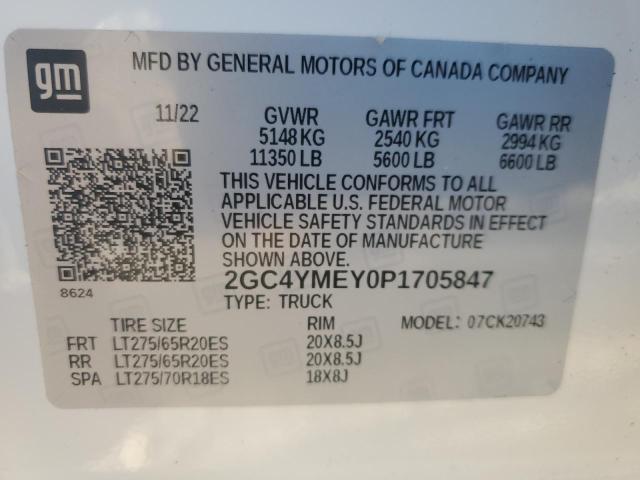 gm
MFD BY GENERAL MOTORS OF CANADA COMPANY
11/22 GVWR GAWR FRT GAWR RR
5148 KG 2540 KG 2994 KG
11350 LB 5600 LB 6600 LB
THIS VEHICLE CONFORMS TO ALL
APPLICABLE U.S. FEDERAL MOTOR
VEHICLE SAFETY STANDARDS IN EFFECT
ON THE DATE OF MANUFACTURE
SHOWN ABOVE.
8624 2GC4YMEY0P1705847
TYPE: TRUCK
TIRE SIZE RIM MODEL: 07CK20743
FRT LT275/65R20ES 20X8.5J
RR LT275/65R20ES 20X8.5J
SPA LT275/70R18ES 18X8J